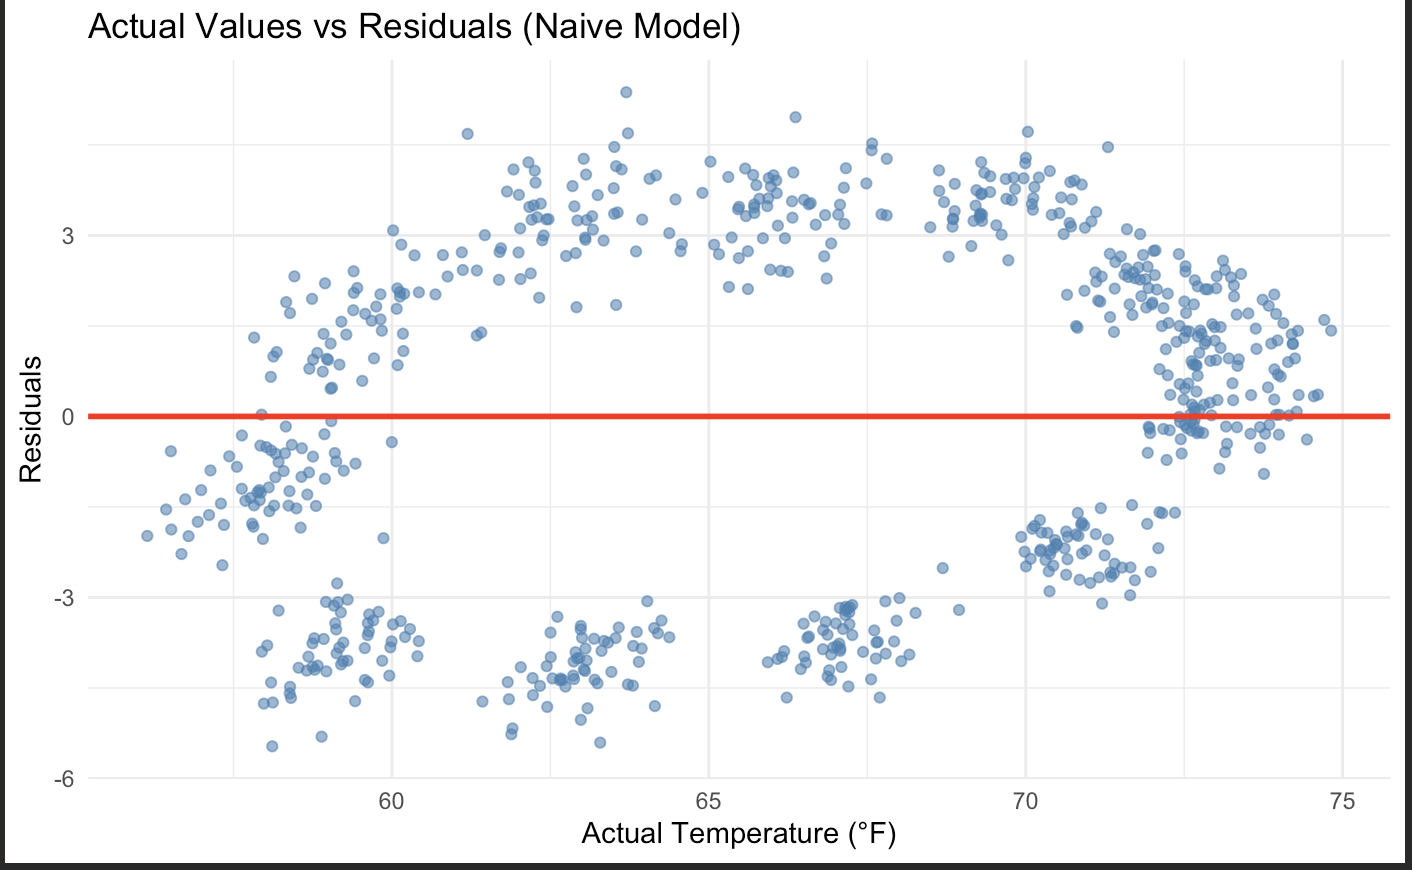 Actual Values vs Residuals (Naive Model)
Residuals
3
0
-3
-6
60 65 70 75
Actual Temperature (°F)